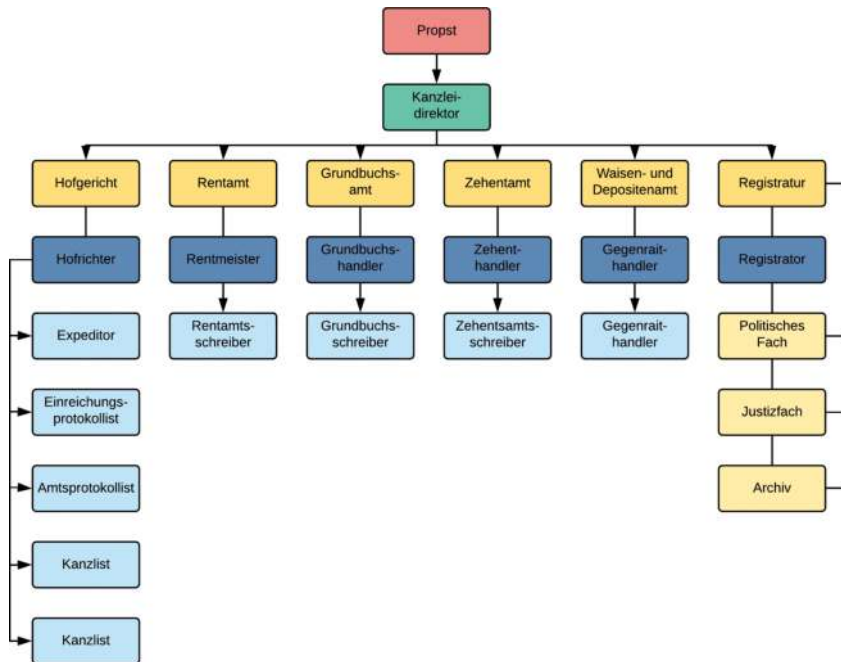 Propst
Kanzlei-
direktor
Hofgericht
Rentamt
Grundbuchs-
amt
Zehentamt
Waisen- und
Depositenamt
Registratur
Hofrichter
Rentmeister
Grundbuchs-
handler
Zehent-
handler
Gegenrait-
handler
Registrator
Expeditor
Rentamts-
schreiber
Grundbuchs-
schreiber
Zehentsamts-
schreiber
Gegenrait-
handler
Politisches
Fach
Einreichungs-
protokollist
Justizfach
Amtsprotokollist
Archiv
Kanzlist
Kanzlist